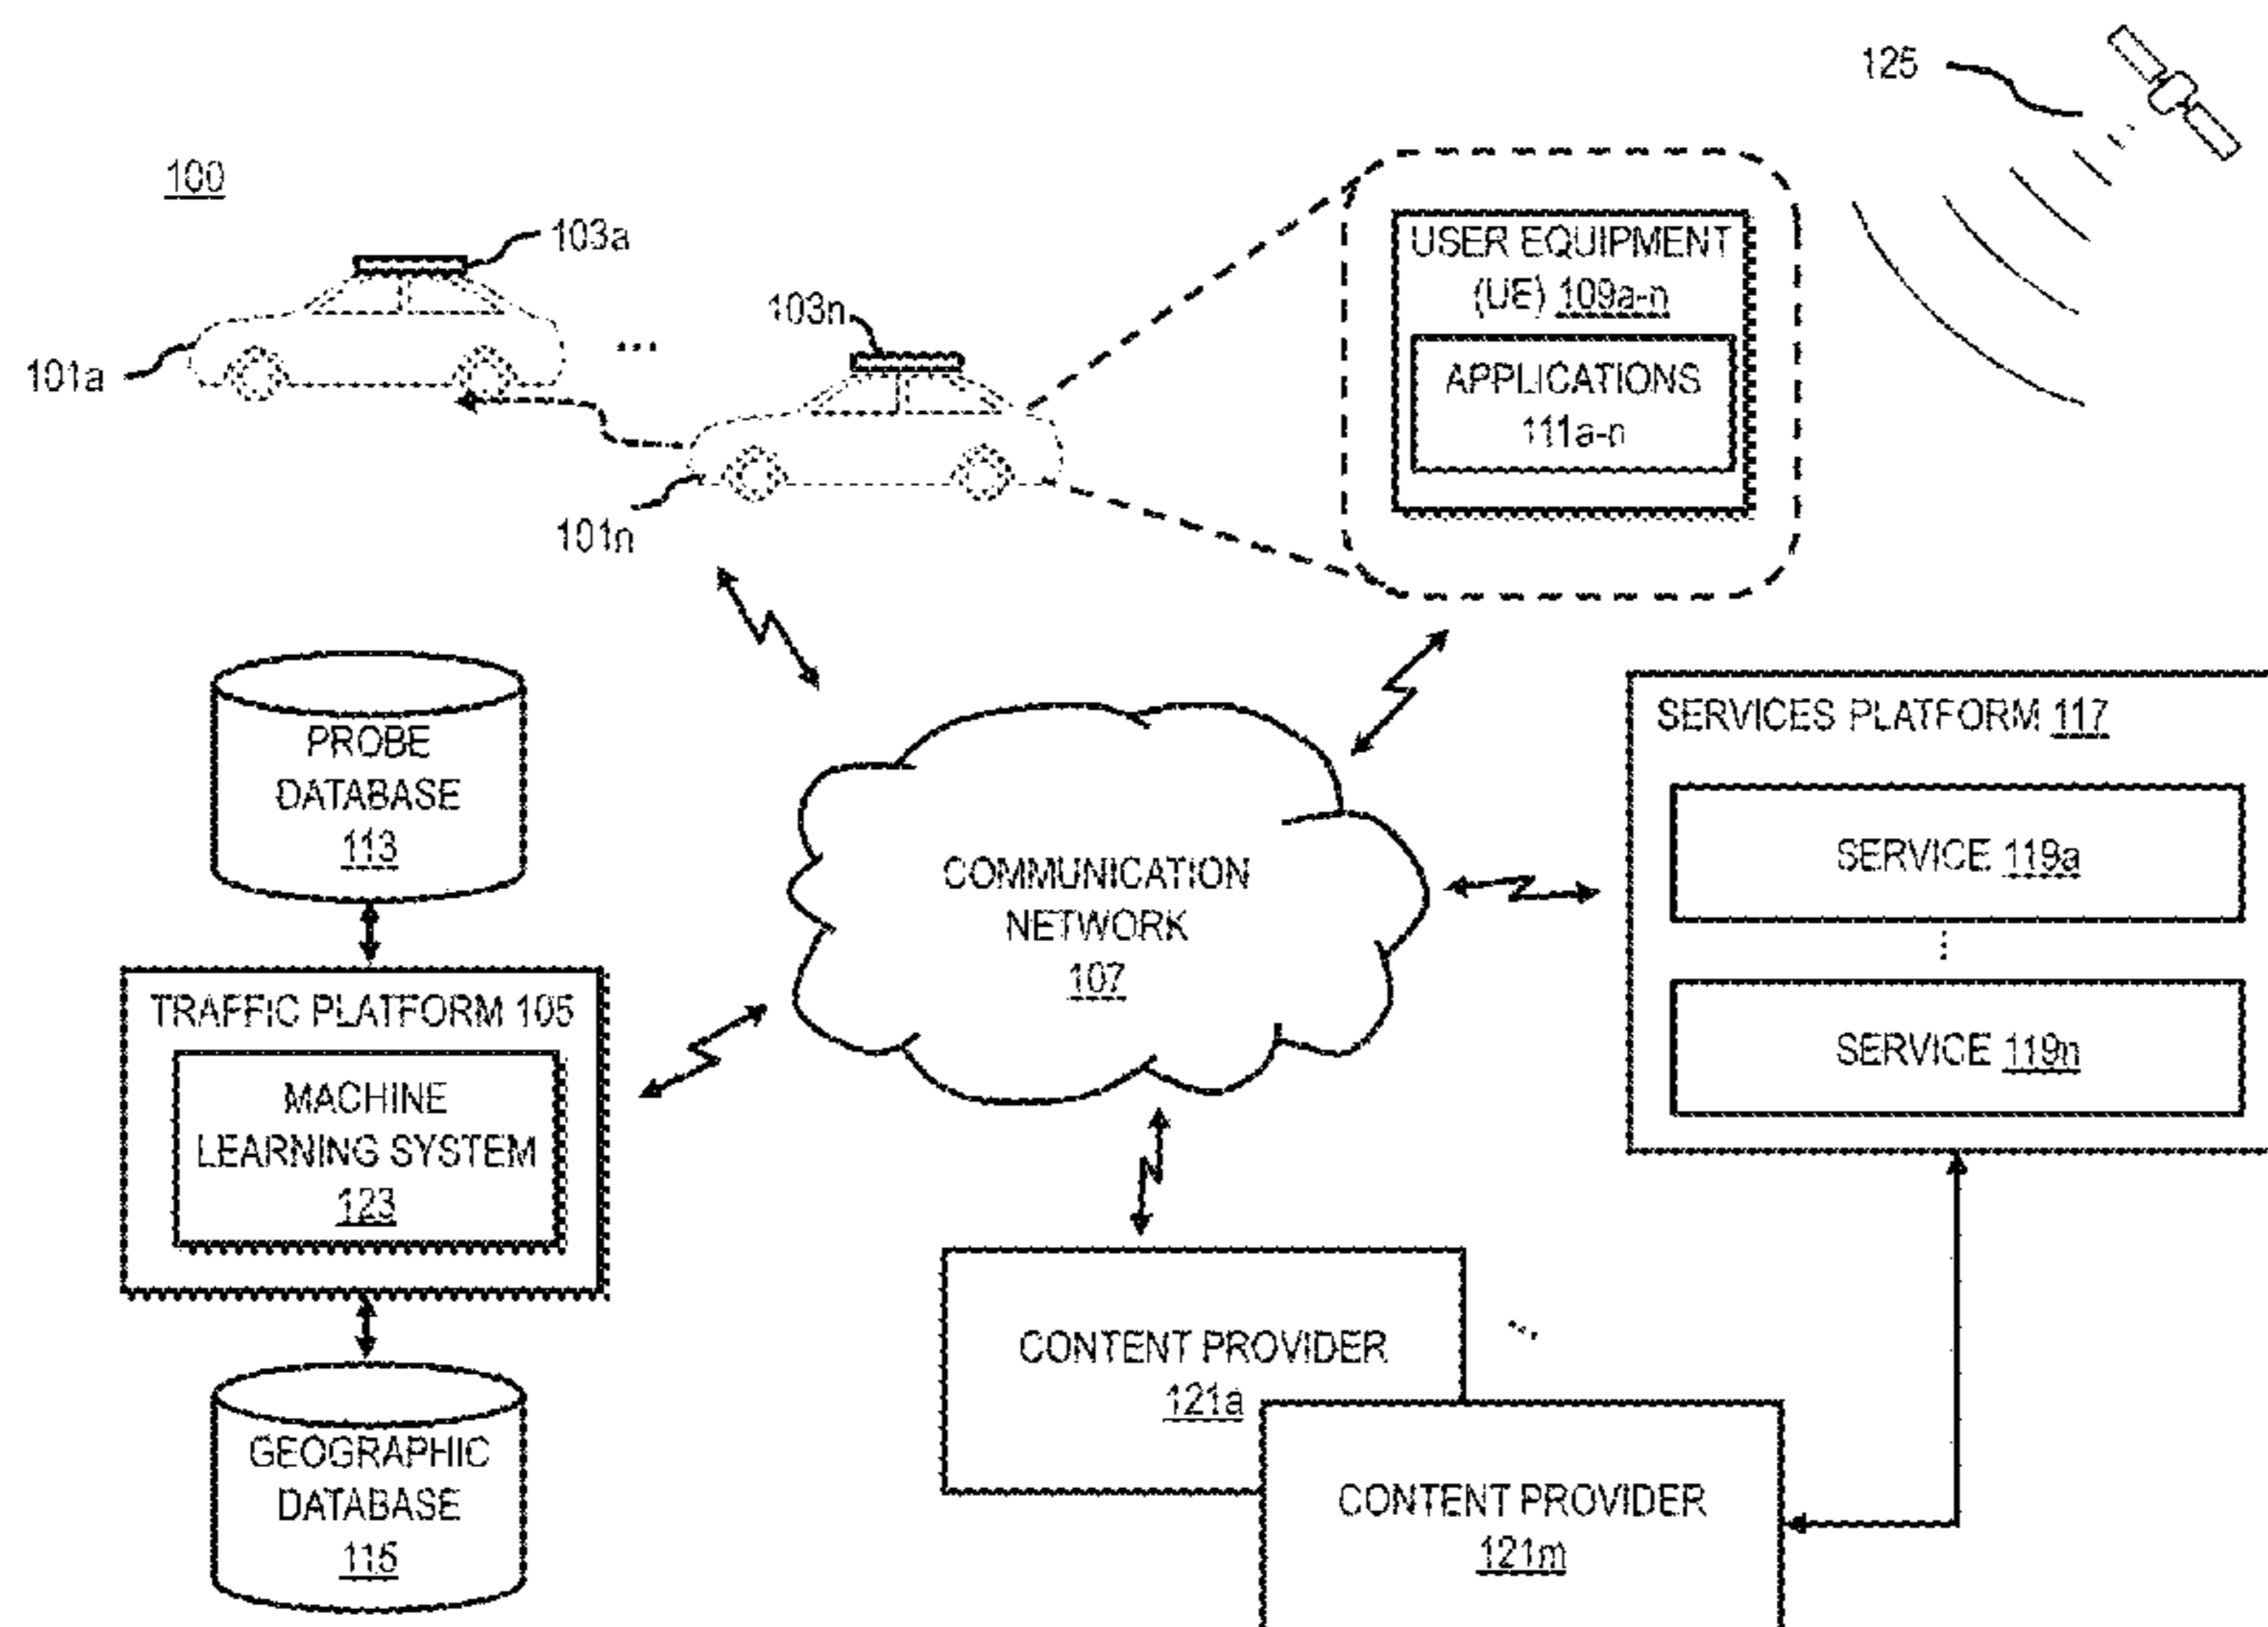 125
100
103a
103n
101a
101n
USER EQUIPMENT
(UE) 109a-n
APPLICATIONS
111a-n
PROBE
DATABASE
113
TRAFFIC PLATFORM 105
MACHINE
LEARNING SYSTEM
123
GEOGRAPHIC
DATABASE
115
COMMUNICATION
NETWORK
107
SERVICES PLATFORM 117
SERVICE 119a
...
SERVICE 119n
CONTENT PROVIDER
121a
...
CONTENT PROVIDER
121m